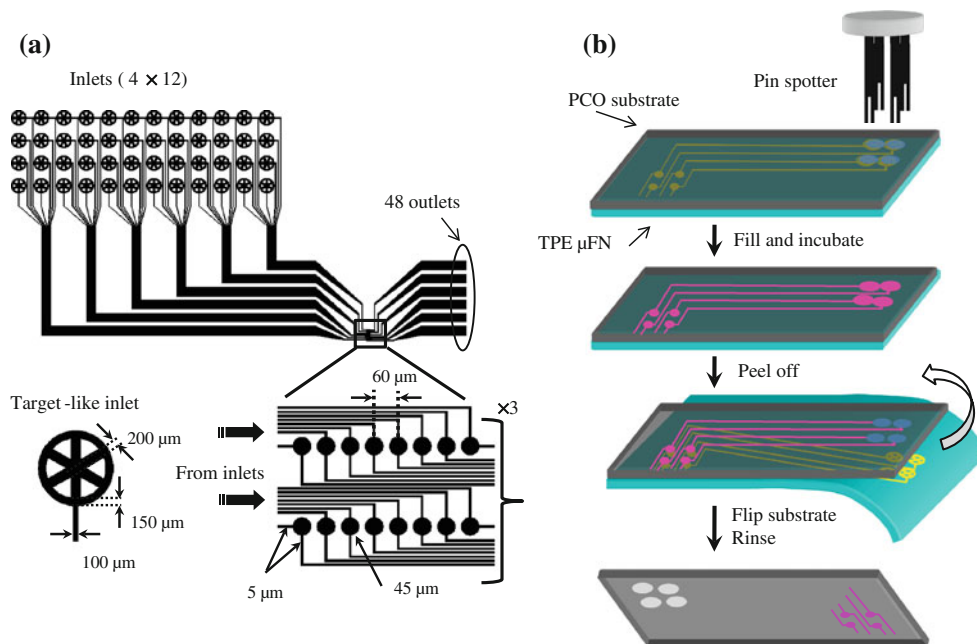 (a)
Inlets ( 4 × 12)
48 outlets
Target -like inlet
200 µm
150 µm
100 µm
60 µm
×3
From inlets
5 µm
45 µm
(b)
Pin spotter
PCO substrate
TPE µFN
Fill and incubate
Peel off
Flip substrate
Rinse